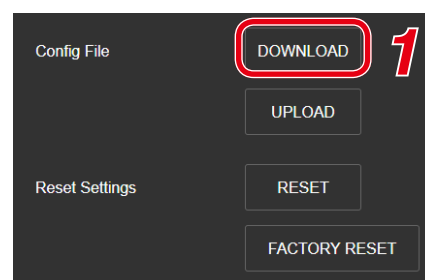 Config File DOWNLOAD 1
UPLOAD
Reset Settings RESET
FACTORY RESET